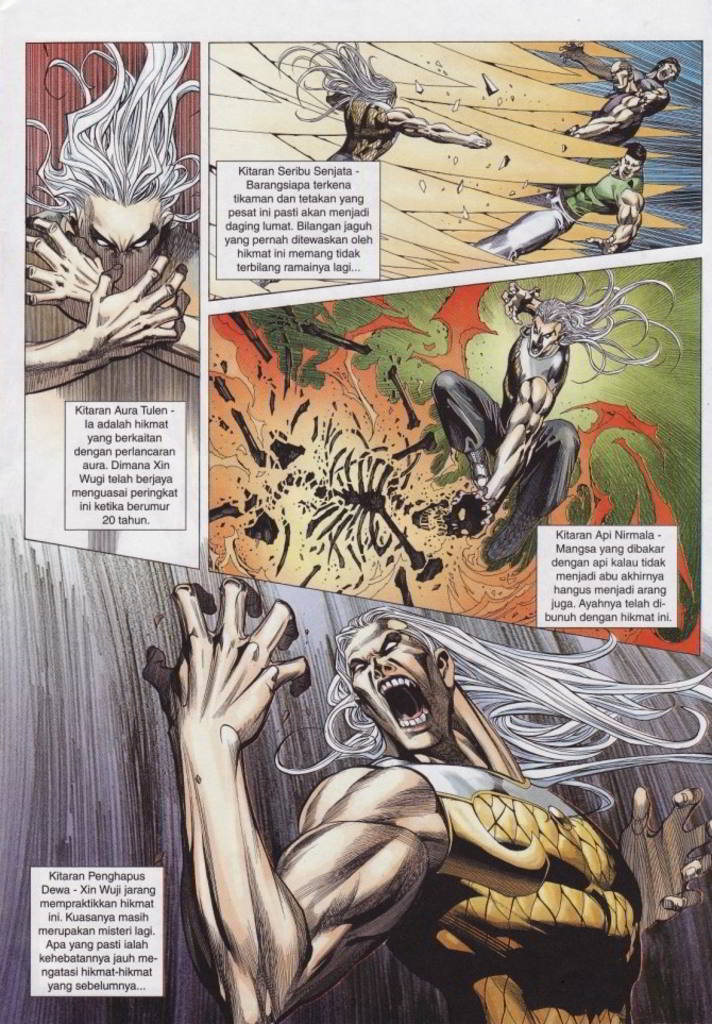 Kitaran Seribu Senjata -
Barangsiapa terkena
tikaman dan tetakan yang
pesat ini pasti akan menjadi
daging lumat. Bilangan jaguh
yang pernah ditewaskan oleh
hikmat ini memang tidak
terbilang ramainya lagi...
Kitaran Aura Tulen -
Ia adalah hikmat
yang berkaitan
dengan perlancaran
aura. Dimana Xin
Wugi telah berjaya
menguasai peringkat
ini ketika berumur
20 tahun.
Kitaran Api Nirmala -
Mangsa yang dibakar
dengan api kalau tidak
menjadi abu akhirnya
hangus menjadi arang
juga. Ayahnya telah di-
bunuh dengan hikmat ini.
Kitaran Penghapus
Dewa - Xin Wuji jarang
mempraktikkan hikmat
ini. Kuasanya masih
merupakan misteri lagi.
Apa yang pasti ialah
kehebatannya jauh me-
ngatasi hikmat-hikmat
yang sebelumnya...